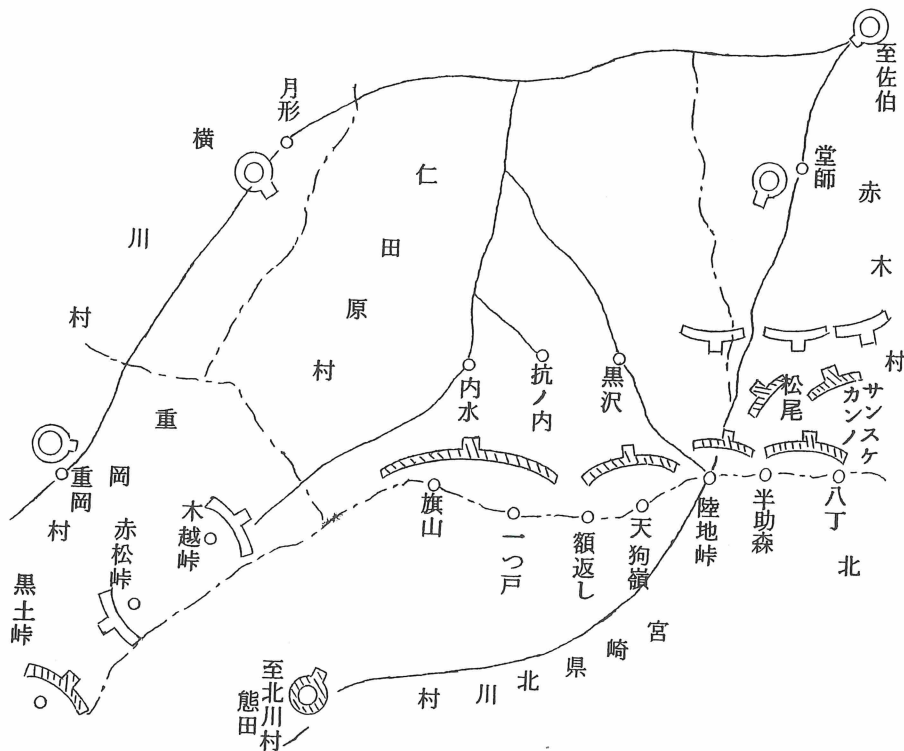 至佐伯
堂師
赤木村
月形
横川村
仁田原村
内水
抗ノ内
黒沢
松尾
サンスケ
カンノ
八丁
半助森
陸地峠
天狗嶺
額返し
一つ戸
旗山
重岡村
重岡
木越峠
赤松峠
黒土峠
至北川村
熊田
宮崎県北川村
北